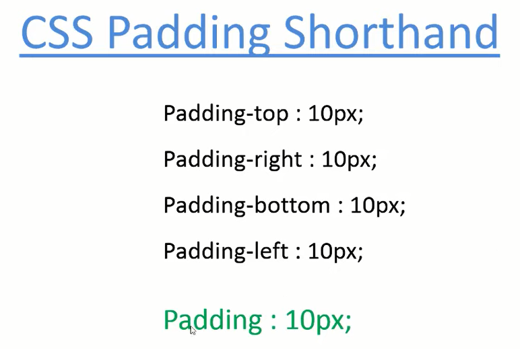 CSS Padding Shorthand
Padding-top : 10px;
Padding-right : 10px;
Padding-bottom : 10px;
Padding-left : 10px;
Padding : 10px;